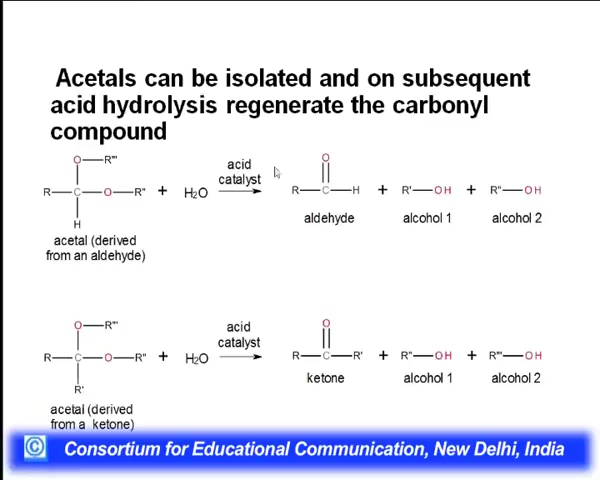 Acetals can be isolated and on subsequent
acid hydrolysis regenerate the carbonyl
compound
O—R'''
R—C—O—R" + H₂O
H
acid
catalyst
O
R—C—H + R'—OH + R"—OH
aldehyde alcohol 1 alcohol 2
acetal (derived
from an aldehyde)
O—R'''
R—C—O—R" + H₂O
R'
acid
catalyst
O
R—C—R' + R"—OH + R'''—OH
ketone alcohol 1 alcohol 2
acetal (derived
from a ketone)
© Consortium for Educational Communication, New Delhi, India